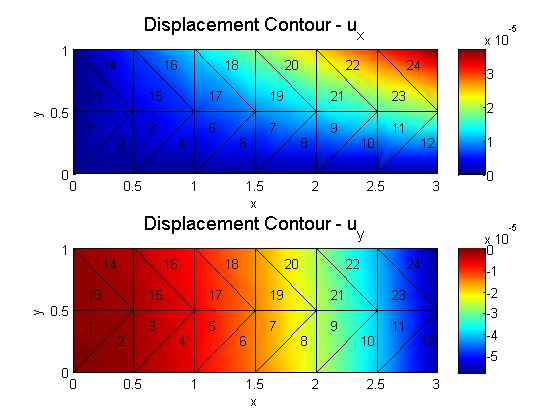 Displacement Contour - u_x
x 10^-5
1
14 16 18 20 22 24
3
13 15 17 19 21 23
y 0.5
2
1 3 5 7 9 11
1
2 4 6 8 10 12
0
0
0 0.5 1 1.5 2 2.5 3
x
Displacement Contour - u_y
x 10^-5
1
0
14 16 18 20 22 24
-1
13 15 17 19 21 23
-2
y 0.5
-3
1 3 5 7 9 11
-4
2 4 6 8 10 12
-5
0
0 0.5 1 1.5 2 2.5 3
x